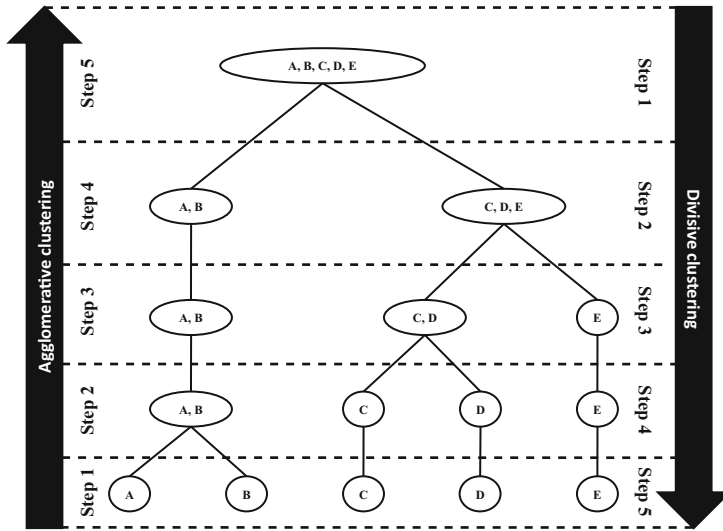 Agglomerative clustering
Step 5
A, B, C, D, E
Step 1
Step 4
A, B
C, D, E
Step 2
Divisive clustering
Step 3
A, B
C, D
E
Step 3
Step 2
A, B
C
D
E
Step 4
Step 1
A
B
C
D
E
Step 5